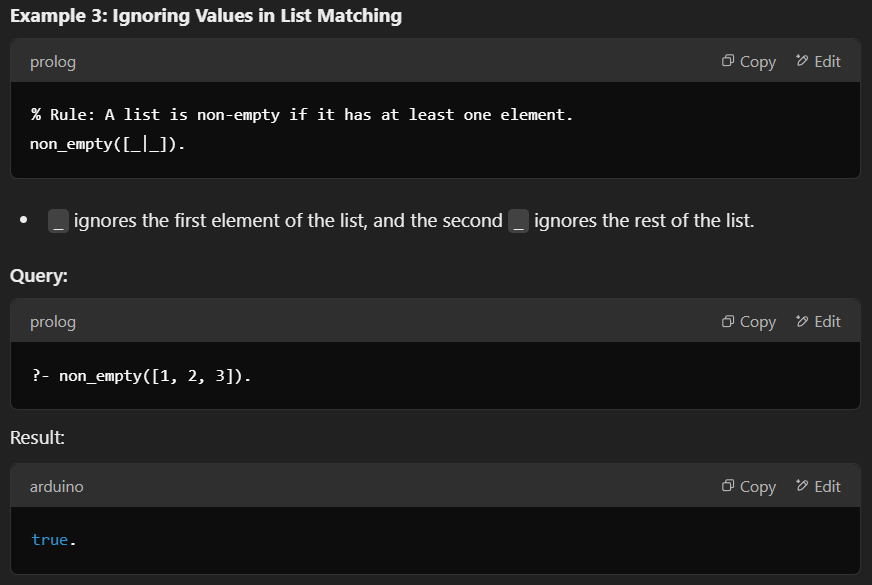 Example 3: Ignoring Values in List Matching
prolog Copy Edit
% Rule: A list is non-empty if it has at least one element.
non_empty([_|_]).
• _ ignores the first element of the list, and the second _ ignores the rest of the list.
Query:
prolog Copy Edit
?- non_empty([1, 2, 3]).
Result:
arduino Copy Edit
true.